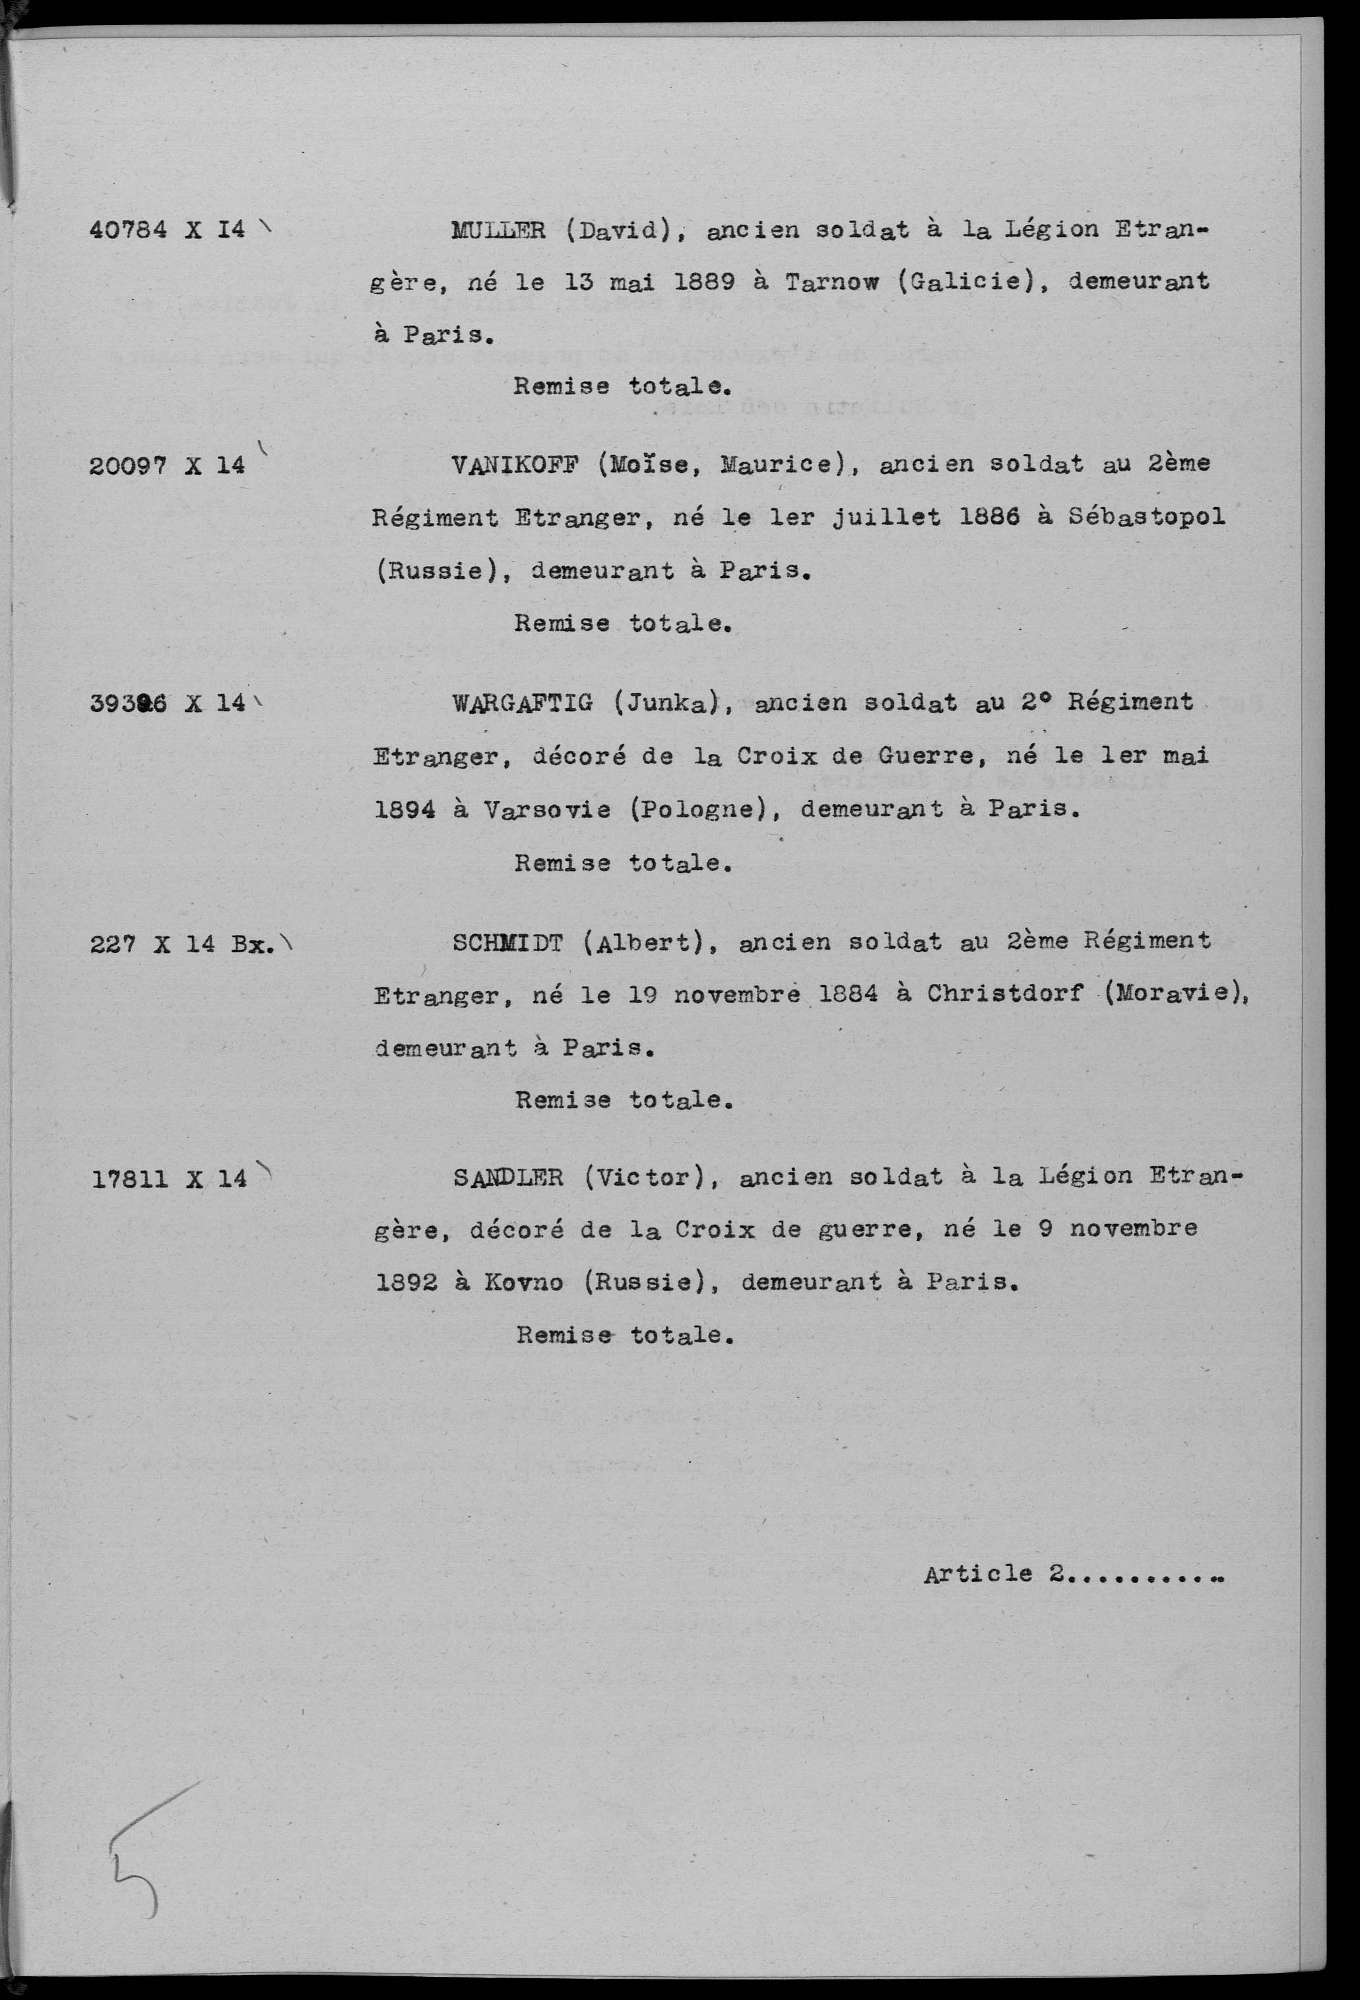 40784 X I4 \ MULLER (David), ancien soldat à la Légion Etran-
gère, né le 13 mai 1889 à Tarnow (Galicie), demeurant
à Paris.
Remise totale.
20097 X 14 \ VANIKOFF (Moïse, Maurice), ancien soldat au 2ème
Régiment Etranger, né le 1er juillet 1886 à Sébastopol
(Russie), demeurant à Paris.
Remise totale.
X 14 \ WARGAFTIG (Junka), ancien soldat au 2° Régiment
Etranger, décoré de la Croix de Guerre, né le 1er mai
1894 à Varsovie (Pologne), demeurant à Paris.
Remise totale.
227 X 14 Bx. \ SCHMIDT (Albert), ancien soldat au 2ème Régiment
Etranger, né le 19 novembre 1884 à Christdorf (Moravie),
demeurant à Paris.
Remise totale.
17811 X 14 \ SANDLER (Victor), ancien soldat à la Légion Etran-
gère, décoré de la Croix de guerre, né le 9 novembre
1892 à Kovno (Russie), demeurant à Paris.
Remise totale.
Article 2...........
5